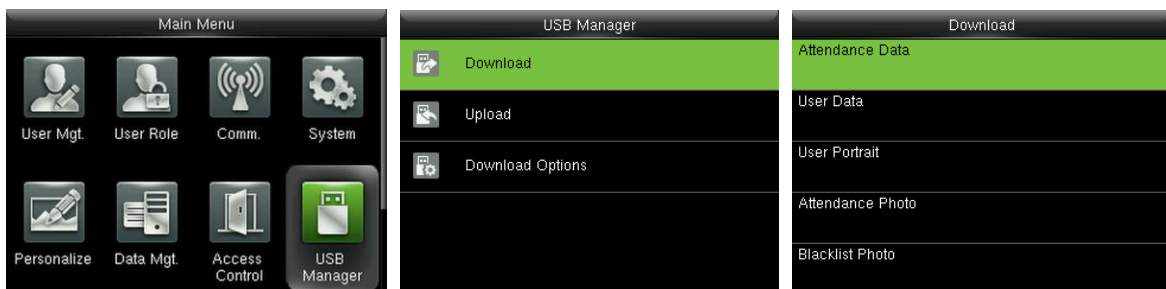 Main Menu
User Mgt.
User Role
Comm.
System
Personalize
Data Mgt.
Access
Control
USB
Manager
USB Manager
Download
Upload
Download Options
Download
Attendance Data
User Data
User Portrait
Attendance Photo
Blacklist Photo